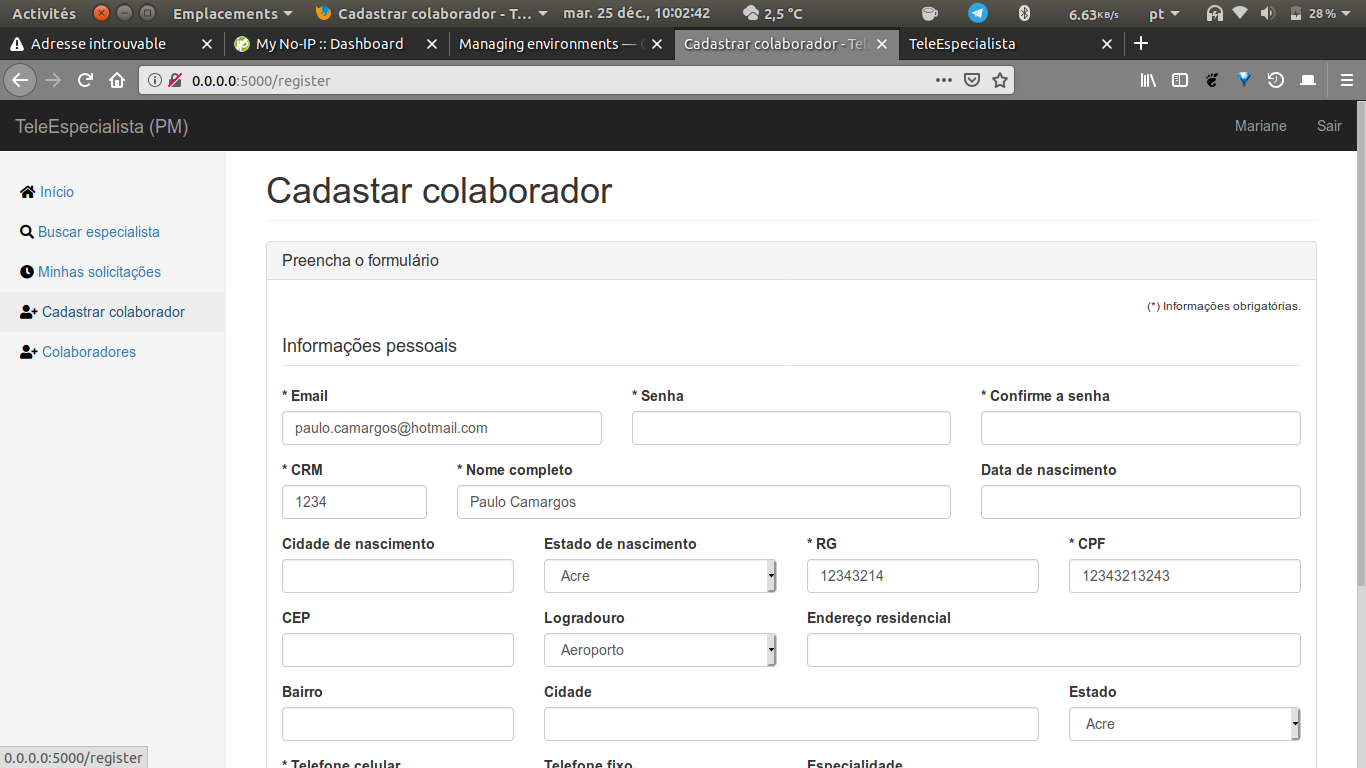 Activités Emplacements Cadastrar colaborador - T... mar. 25 déc., 10:02:42 2,5 °C 6.63KB/s pt 28 %
Adresse introuvable My No-IP :: Dashboard Managing environments — Cadastrar colaborador - Tel TeleEspecialista
0.0.0.0:5000/register
TeleEspecialista (PM) Mariane Sair
Início
Buscar especialista
Minhas solicitações
Cadastrar colaborador
Colaboradores
Cadastar colaborador
Preencha o formulário
(*) Informações obrigatórias.
Informações pessoais
* Email * Senha * Confirme a senha
paulo.camargos@hotmail.com
* CRM * Nome completo Data de nascimento
1234 Paulo Camargos
Cidade de nascimento Estado de nascimento * RG * CPF
Acre 12343214 12343213243
CEP Logradouro Endereço residencial
Aeroporto
Bairro Cidade Estado
Acre
* Telefone celular Telefone fixo Especialidade
0.0.0.0:5000/register